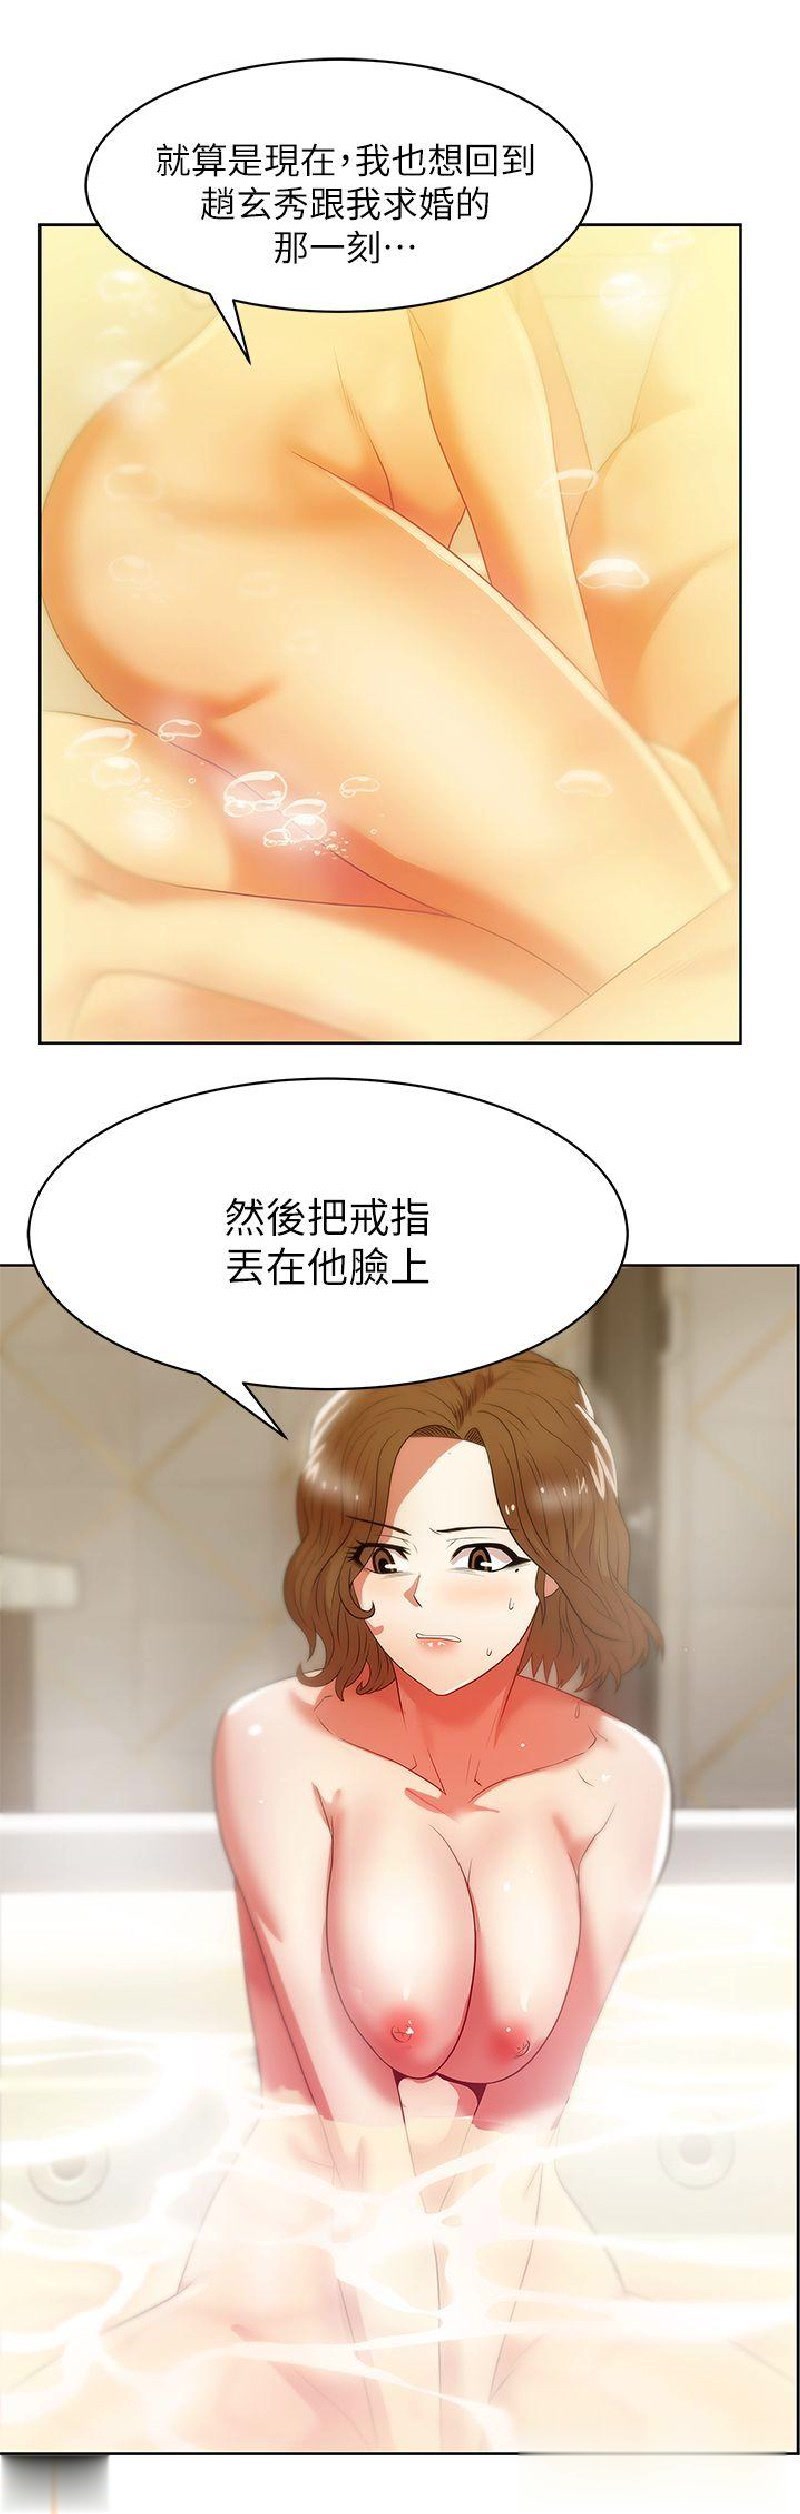 就算是現在，我也想回到
趙玄秀跟我求婚的
那一刻…
然後把戒指
丟在他臉上